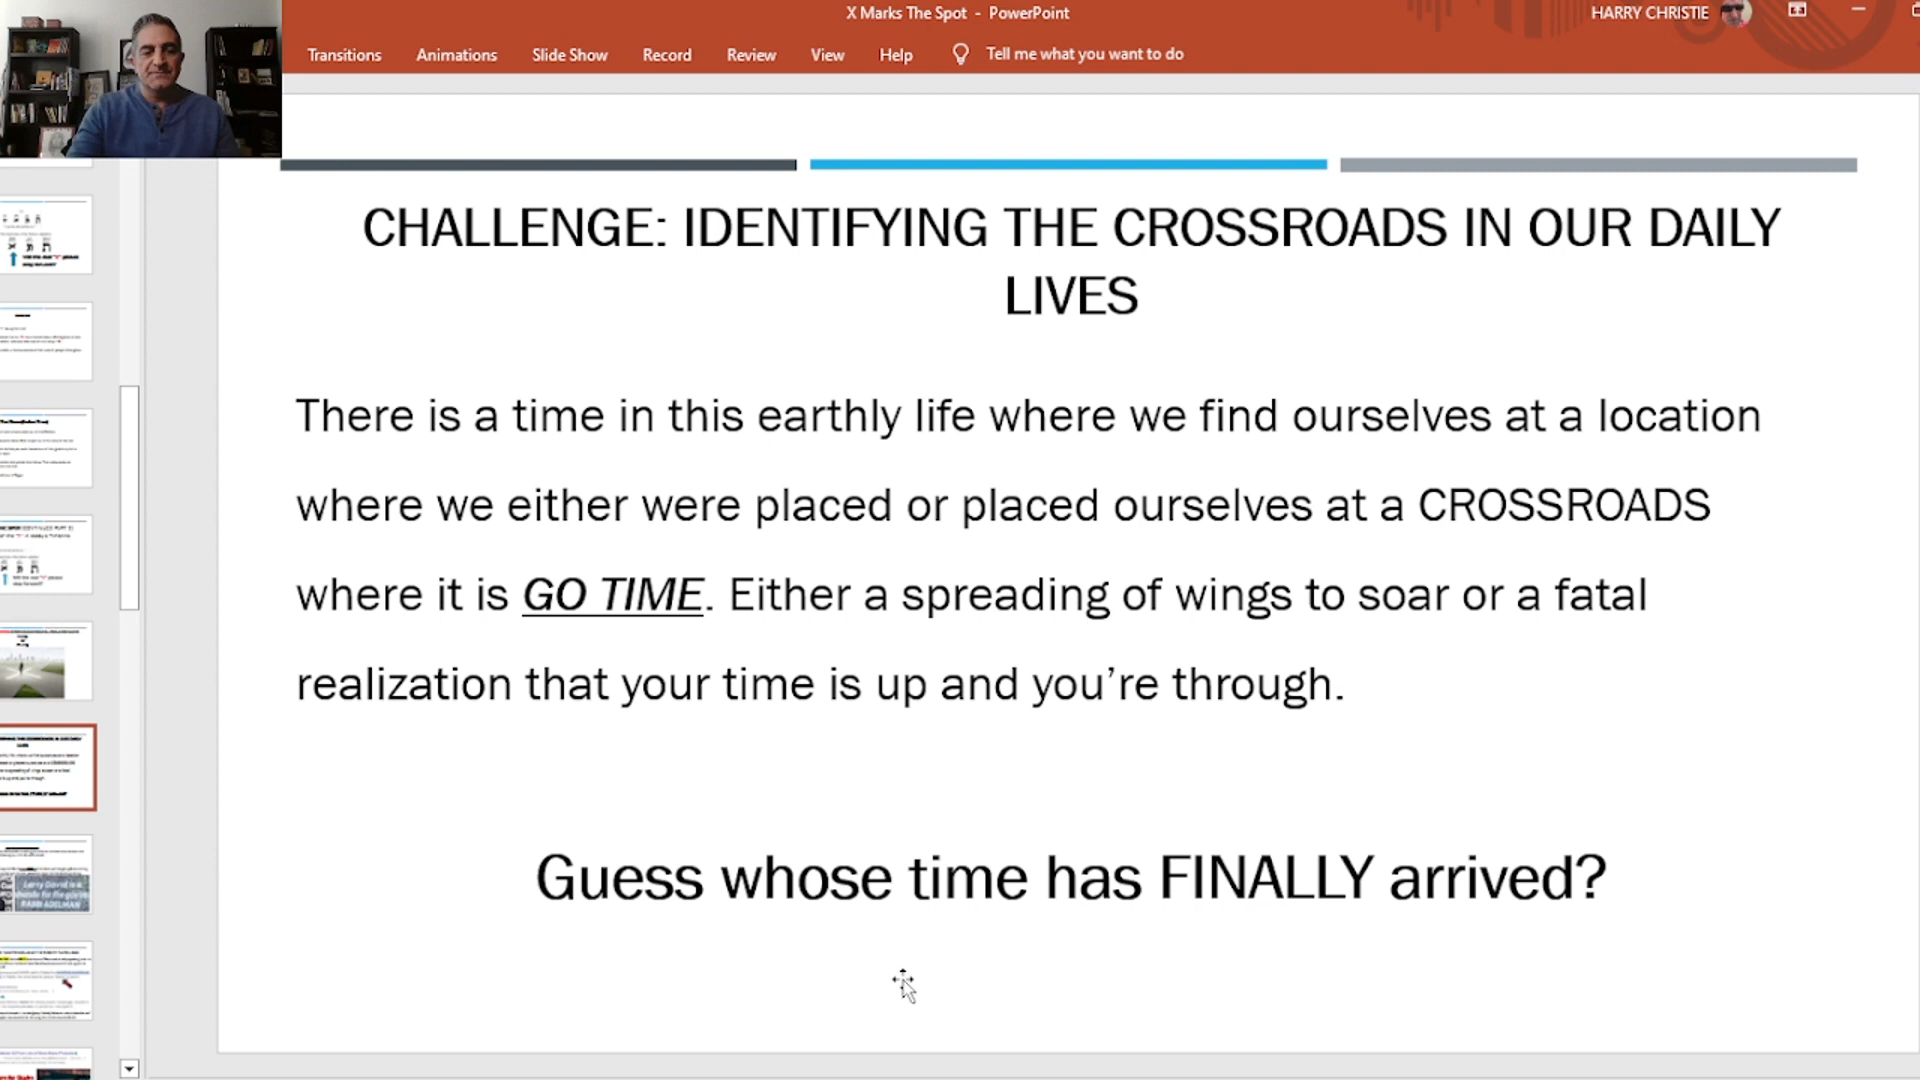 X Marks The Spot - PowerPoint
HARRY CHRISTIE
Transitions Animations Slide Show Record Review View Help Tell me what you want to do
CHALLENGE: IDENTIFYING THE CROSSROADS IN OUR DAILY
LIVES
There is a time in this earthly life where we find ourselves at a location
where we either were placed or placed ourselves at a CROSSROADS
where it is GO TIME. Either a spreading of wings to soar or a fatal
realization that your time is up and you’re through.
Guess whose time has FINALLY arrived?